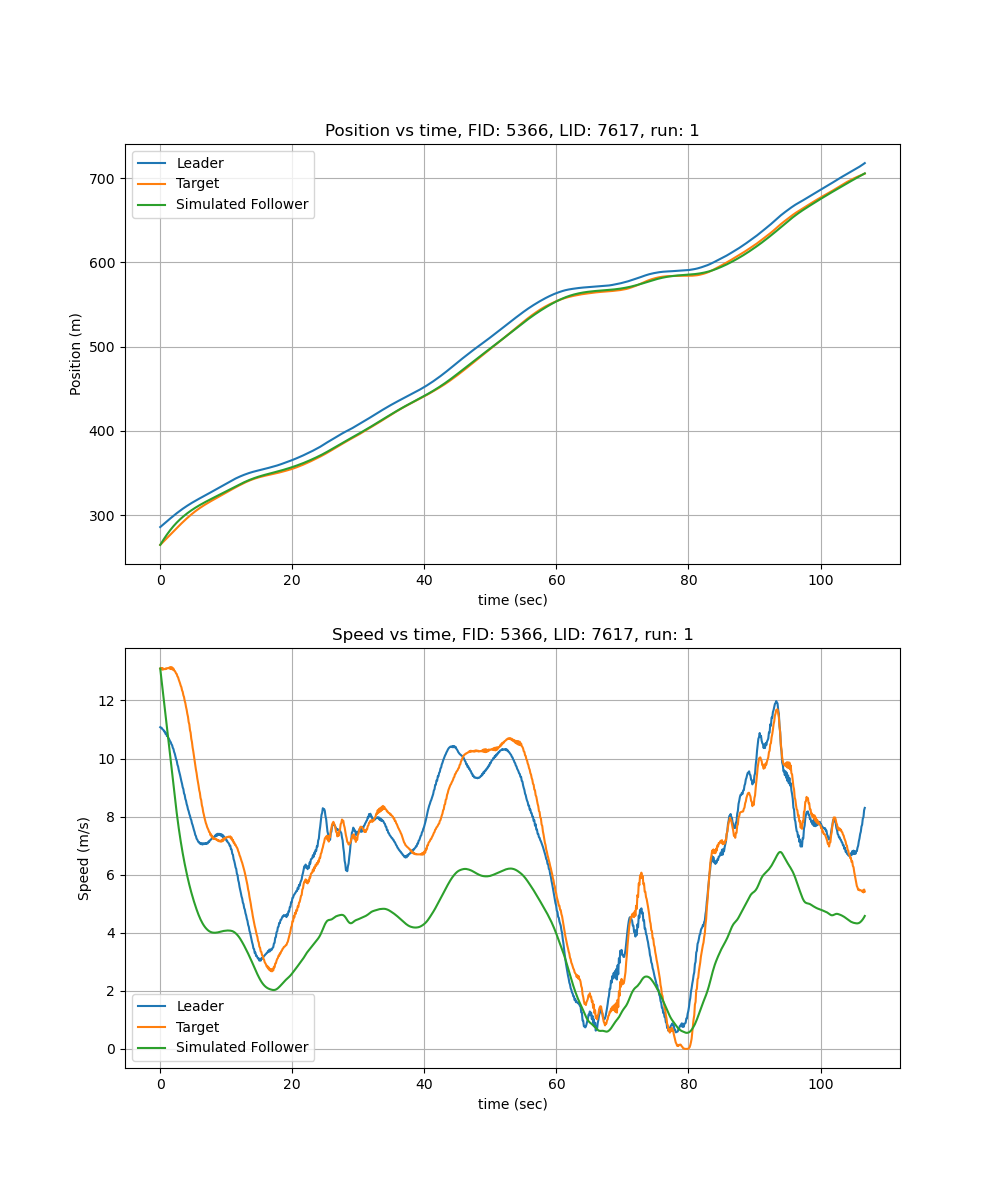 Position vs time, FID: 5366, LID: 7617, run: 1
Leader
Target
Simulated Follower
Position (m)
700
600
500
400
300
0 20 40 60 80 100
time (sec)
Speed vs time, FID: 5366, LID: 7617, run: 1
Speed (m/s)
12
10
8
6
4
2
0
Leader
Target
Simulated Follower
0 20 40 60 80 100
time (sec)